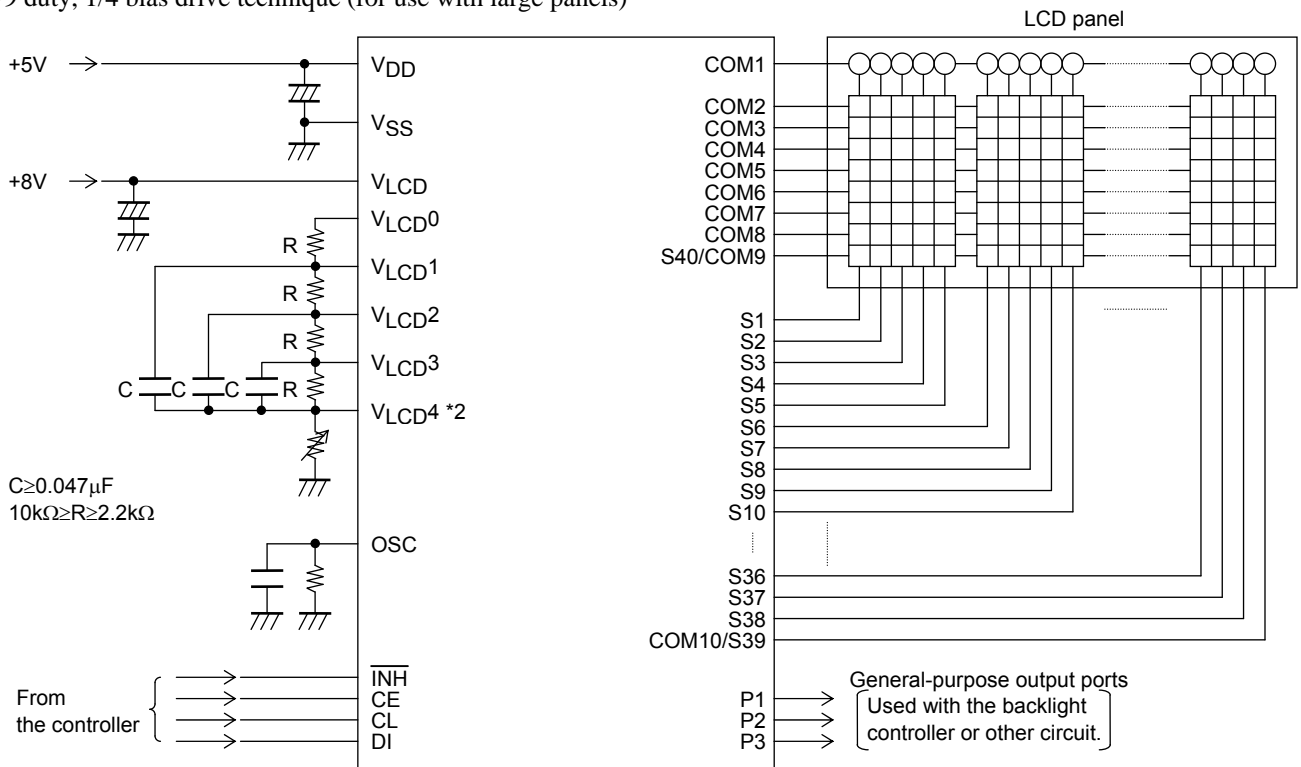 9 duty, 1/4 bias drive technique (for use with large panels)
LCD panel
+5V
VDD
COM1
COM2
VSS
COM3
COM4
+8V
VLCD
COM5
COM6
VLCD0
COM7
COM8
R
S40/COM9
VLCD1
R
VLCD2
S1
R
S2
VLCD3
S3
C
C
C
R
S4
VLCD4 *2
S5
S6
S7
S8
C≥0.047μF
S9
10kΩ≥R≥2.2kΩ
S10
OSC
S36
S37
S38
COM10/S39
INH
General-purpose output ports
From
the controller
CE
P1
Used with the backlight
CL
P2
controller or other circuit.
DI
P3